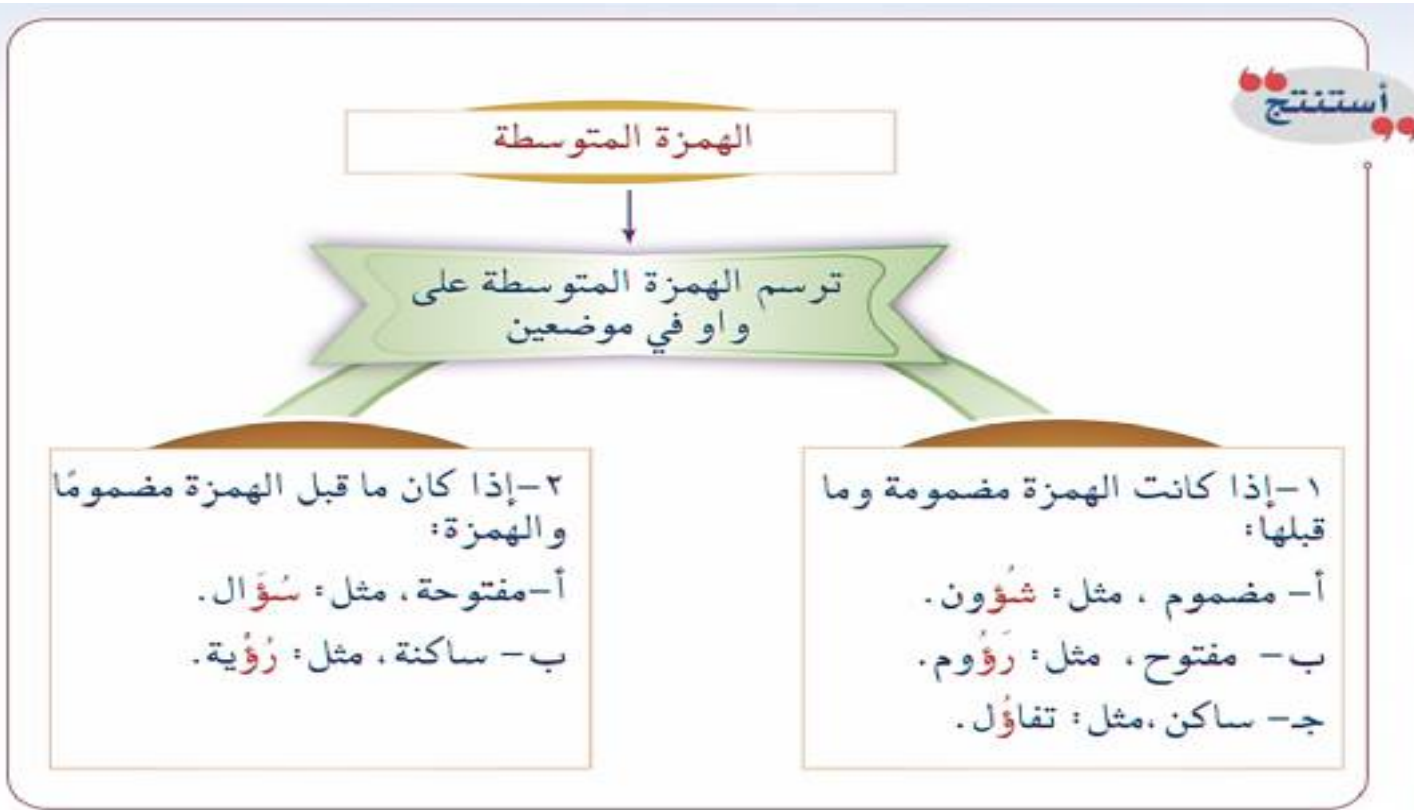 أستنتج
الهمزة المتوسطة
ترسم الهمزة المتوسطة على
واو في موضعين
١-إذا كانت الهمزة مضمومة وما
قبلها:
أ- مضموم ، مثل: شُؤون.
ب- مفتوح، مثل: رَؤُوم.
جـ- ساكن ،مثل: تفاؤُل.
٢-إذا كان ما قبل الهمزة مضمومًا
والهمزة:
أ-مفتوحة، مثل: سُؤَال.
ب- ساكنة، مثل: رُؤْية.